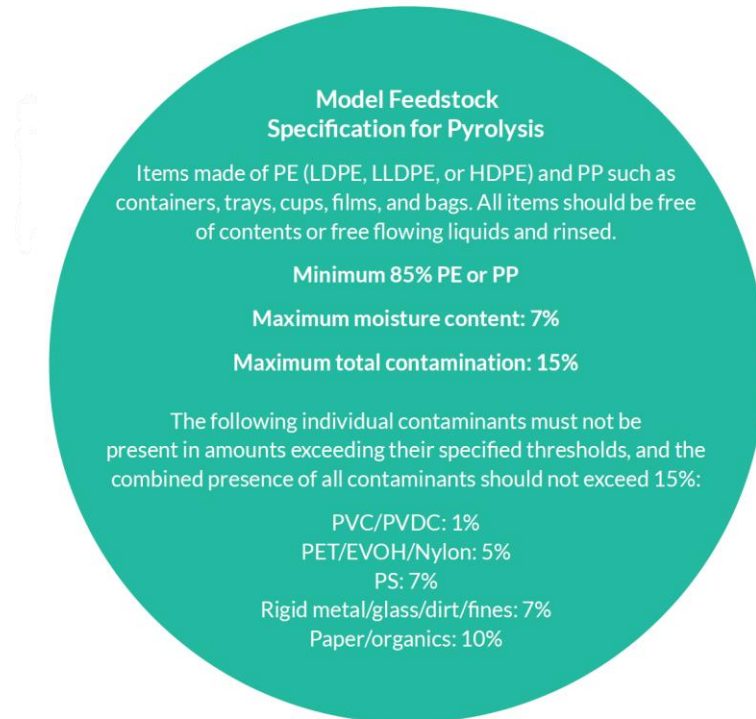 Model Feedstock
Specification for Pyrolysis
Items made of PE (LDPE, LLDPE, or HDPE) and PP such as
containers, trays, cups, films, and bags. All items should be free
of contents or free flowing liquids and rinsed.
Minimum 85% PE or PP
Maximum moisture content: 7%
Maximum total contamination: 15%
The following individual contaminants must not be
present in amounts exceeding their specified thresholds, and the
combined presence of all contaminants should not exceed 15%:
PVC/PVDC: 1%
PET/EVOH/Nylon: 5%
PS: 7%
Rigid metal/glass/dirt/fines: 7%
Paper/organics: 10%